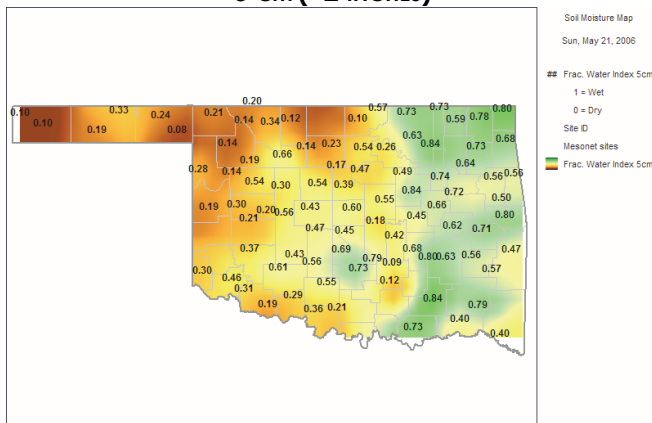 Soil Moisture Map
Sun, May 21, 2006
## Frac. Water Index 5cm
1 = Wet
0 = Dry
Site ID
Mesonet sites
Frac. Water Index 5cm
0.20
0.10 0.33 0.24 0.21 0.57 0.73 0.73 0.80
0.10 0.19 0.08 0.14 0.34 0.12 0.10 0.59 0.78
0.63 0.84 0.73 0.68
0.14 0.14 0.23 0.54 0.26
0.19 0.66 0.17 0.47 0.64
0.28 0.14 0.49 0.74 0.56 0.56
0.54 0.30 0.54 0.39 0.84 0.72
0.19 0.30 0.20 0.56 0.43 0.60 0.55 0.66 0.50
0.21 0.18 0.45 0.62 0.71 0.80
0.47 0.45 0.42
0.37 0.43 0.69 0.68 0.47
0.56 0.79 0.09 0.80 0.63 0.56
0.30 0.61 0.73 0.57
0.46 0.55 0.12
0.31 0.29 0.84
0.19 0.36 0.21 0.79
0.73 0.40
0.40